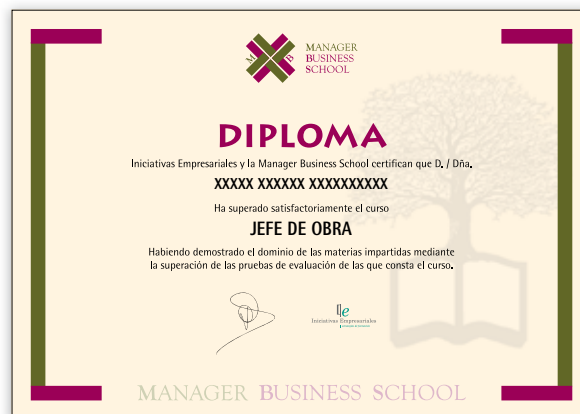 M B
MANAGER
BUSINESS
SCHOOL
DIPLOMA
Iniciativas Empresariales y la Manager Business School certifican que D. / Dña.
XXXXX XXXXXX XXXXXXXXXX
Ha superado satisfactoriamente el curso
JEFE DE OBRA
Habiendo demostrado el dominio de las materias impartidas mediante
la superación de las pruebas de evaluación de las que consta el curso.
Ie
Iniciativas Empresariales
MANAGER BUSINESS SCHOOL